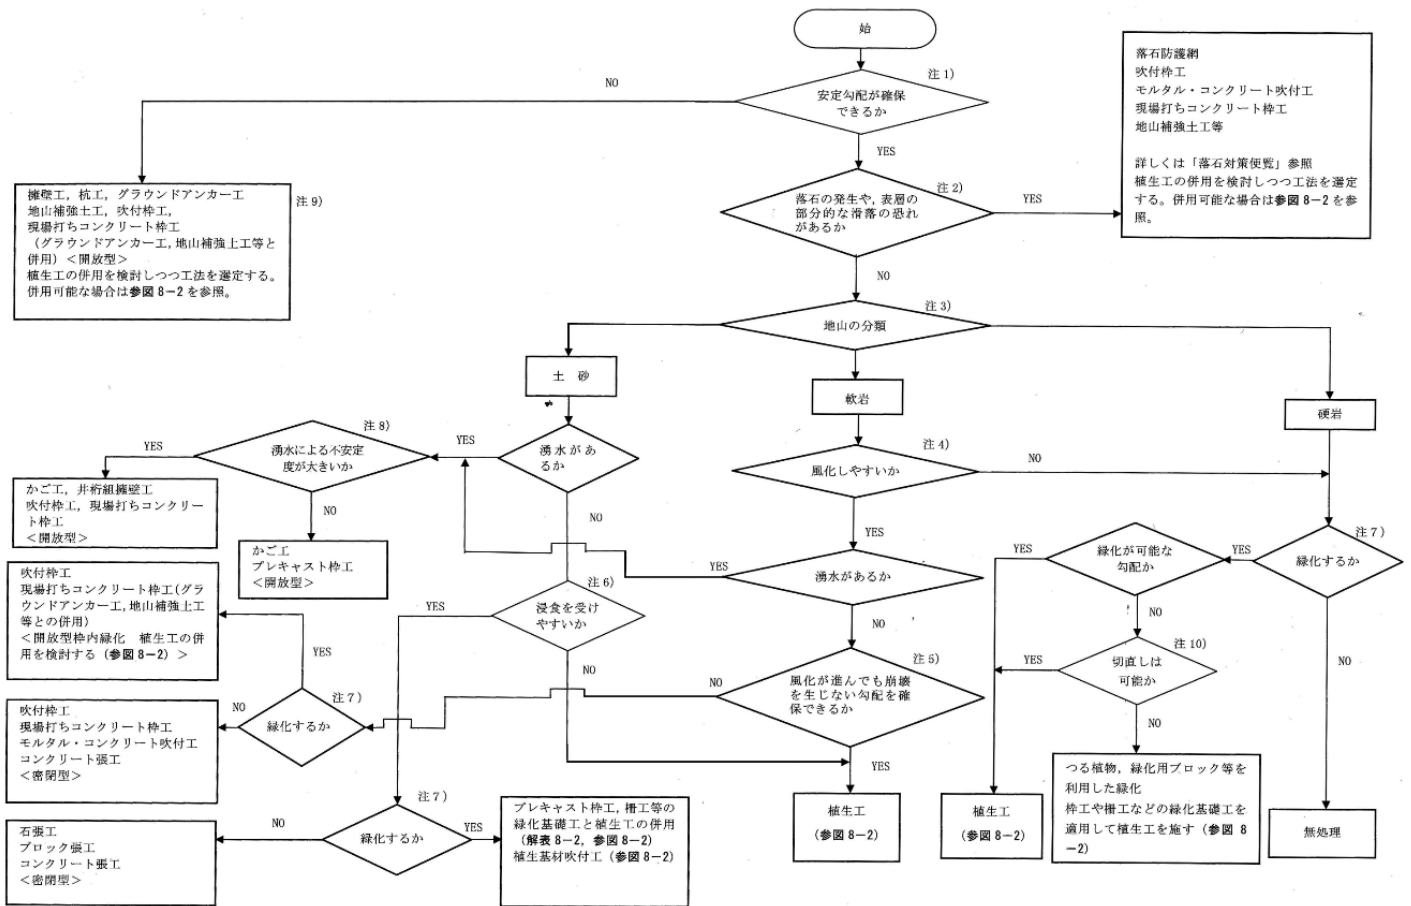 始
注1)
安定勾配が確保
できるか
NO
YES
落石防護網
吹付枠工
モルタル・コンクリート吹付工
現場打ちコンクリート枠工
地山補強土工等
詳しくは「落石対策便覧」参照
植生工の併用を検討しつつ工法を選定
する。併用可能な場合は参図8-2を参
照。
擁壁工,杭工,グラウンドアンカー工
地山補強土工,吹付枠工,
現場打ちコンクリート枠工
(グラウンドアンカー工,地山補強上工等と
併用)<開放型>
植生工の併用を検討しつつ工法を選定する。
併用可能な場合は参図8-2を参照。
注9)
注2)
落石の発生や,表層の
部分的な滑落の恐れ
があるか
YES
NO
注3)
地山の分類
土 砂
軟岩
硬岩
注8)
湧水による不安定
度が大きいか
YES
YES
湧水があ
るか
注4)
風化しやすいか
NO
かご工,井桁組擁壁工
吹付枠工,現場打ちコンクリー
ト枠工
<開放型>
NO
NO
YES
かご工
プレキャスト枠工
<開放型>
湧水があるか
YES
緑化が可能な
勾配か
YES
YES
注7)
緑化するか
吹付枠工
現場打ちコンクリート枠工(グラ
ウンドアンカー工,地山補強土工
等との併用)
<開放型枠内緑化 植生工の併
用を検討する(参図8-2)>
注6)
浸食を受け
やすいか
YES
NO
NO
NO
YES
注5)
風化が進んでも崩壊
を生じない勾配を確
保できるか
NO
NO
注10)
切直しは
可能か
YES
NO
吹付枠工
現場打ちコンクリート枠工
モルタル・コンクリート吹付工
コンクリート張工
<密閉型>
NO
注7)
緑化するか
YES
植生工
(参図8-2)
植生工
(参図8-2)
つる植物,緑化用ブロック等を
利用した緑化
枠工や柵工などの緑化基礎工を
適用して植生工を施す(参図8
-2)
無処理
石張工
ブロック張工
コンクリート張工
<密閉型>
NO
注7)
緑化するか
YES
プレキャスト枠工,柵工等の
緑化基礎工と植生工の併用
(解表8-2,参図8-2)
植生基材吹付工(参図8-2)